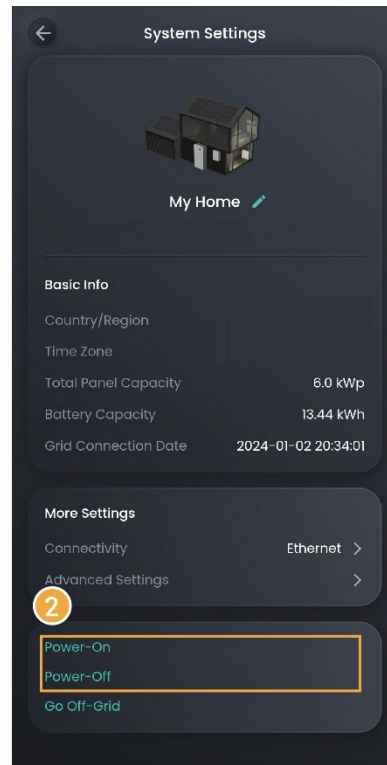 System Settings
My Home
Basic Info
Country/Region
Time Zone
Total Panel Capacity 6.0 kWp
Battery Capacity 13.44 kWh
Grid Connection Date 2024-01-02 20:34:01
More Settings
Connectivity Ethernet >
Advanced Settings >
2
Power-On
Power-Off
Go Off-Grid